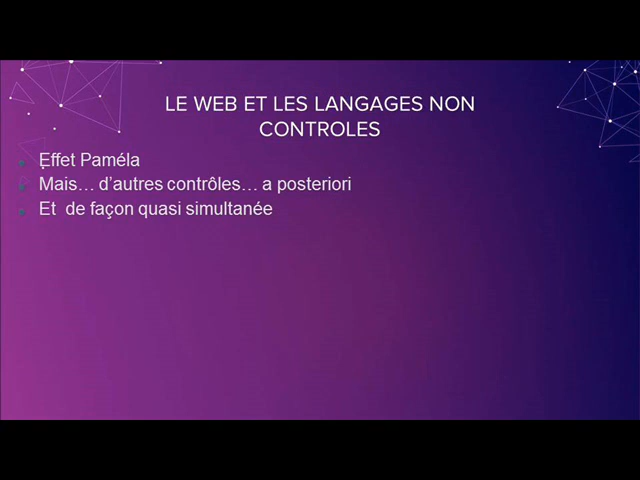 LE WEB ET LES LANGAGES NON
CONTROLES
Effet Paméla
Mais… d’autres contrôles… a posteriori
Et de façon quasi simultanée